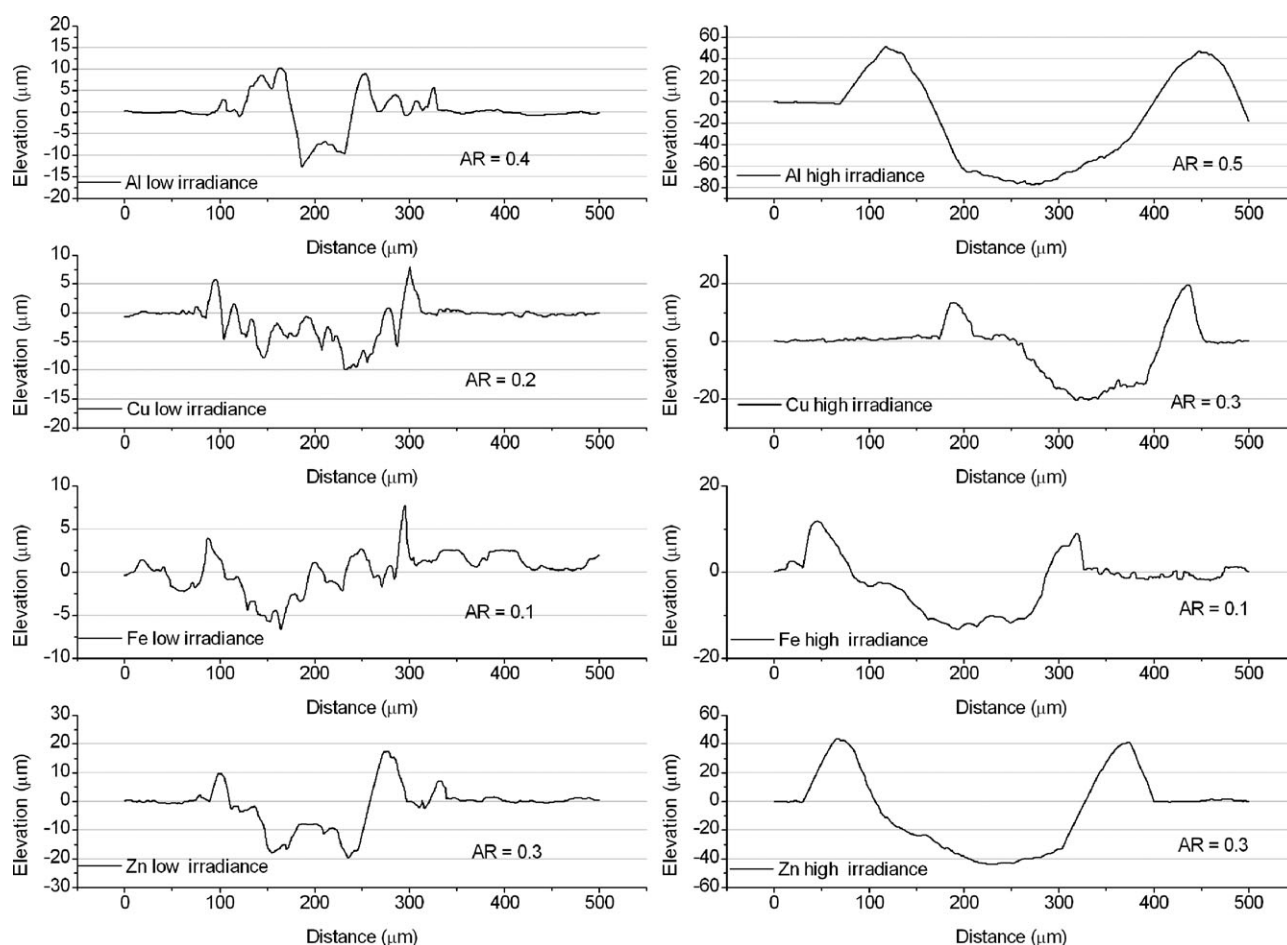 20
15
10
5
0
-5
-10
-15
-20
Elevation (μm)
AR = 0.4
Al low irradiance
0 100 200 300 400 500
Distance (μm)
60
40
20
0
-20
-40
-60
-80
Elevation (μm)
AR = 0.5
Al high irradiance
0 100 200 300 400 500
Distance (μm)
10
5
0
-5
-10
-15
-20
Elevation (μm)
AR = 0.2
Cu low irradiance
0 100 200 300 400 500
Distance (μm)
20
0
-20
Elevation (μm)
AR = 0.3
Cu high irradiance
0 100 200 300 400 500
Distance (μm)
10
5
0
-5
-10
Elevation (μm)
AR = 0.1
Fe low irradiance
0 100 200 300 400 500
Distance (μm)
20
10
0
-10
-20
Elevation (μm)
AR = 0.1
Fe high irradiance
0 100 200 300 400 500
Distance (μm)
30
20
10
0
-10
-20
-30
Elevation (μm)
AR = 0.3
Zn low irradiance
0 100 200 300 400 500
Distance (μm)
60
40
20
0
-20
-40
-60
Elevation (μm)
AR = 0.3
Zn high irradiance
0 100 200 300 400 500
Distance (μm)